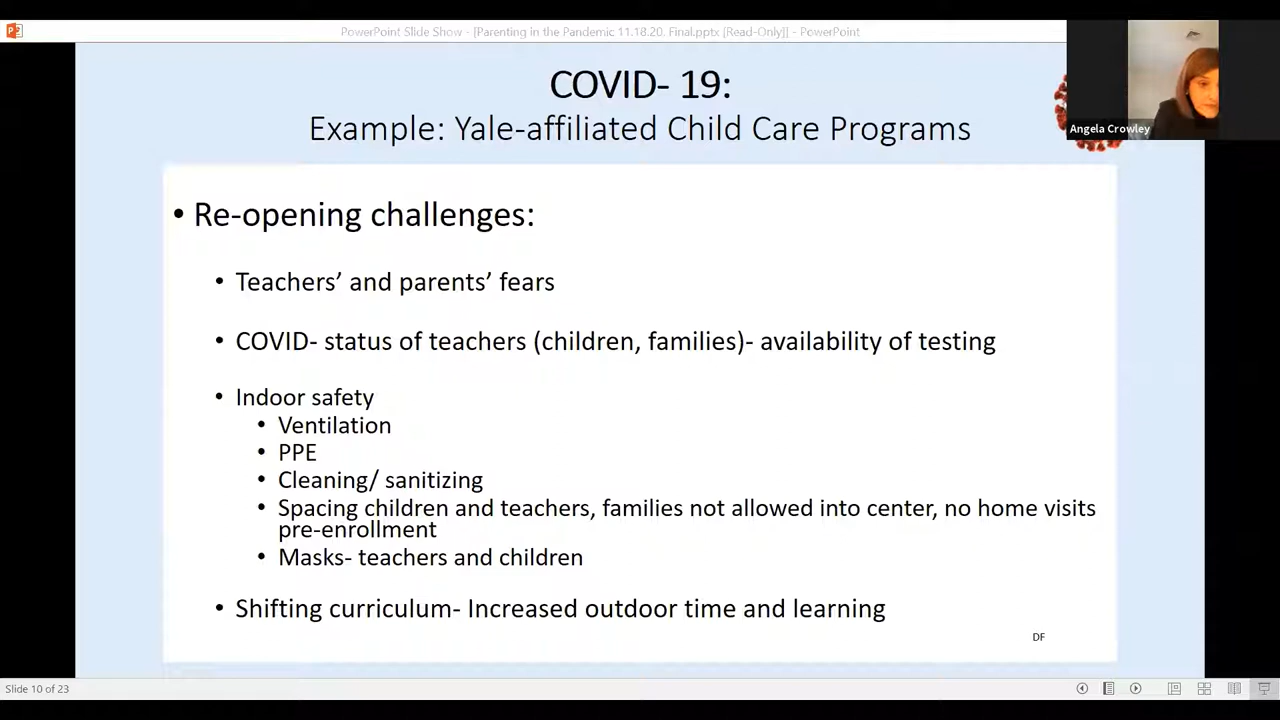 PowerPoint Slide Show - [Parenting in the Pandemic 11.18.20. Final.pptx [Read-Only]] - PowerPoint
Angela Crowley
COVID- 19:
Example: Yale-affiliated Child Care Programs
• Re-opening challenges:
• Teachers’ and parents’ fears
• COVID- status of teachers (children, families)- availability of testing
• Indoor safety
• Ventilation
• PPE
• Cleaning/ sanitizing
• Spacing children and teachers, families not allowed into center, no home visits
pre-enrollment
• Masks- teachers and children
• Shifting curriculum- Increased outdoor time and learning
DF
Slide 10 of 23